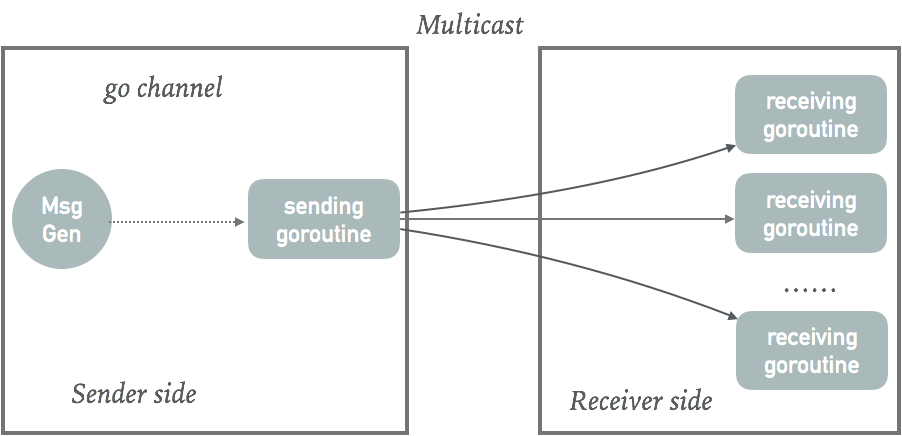 Multicast
go channel
Msg
Gen
sending
goroutine
receiving
goroutine
receiving
goroutine
......
receiving
goroutine
Sender side
Receiver side